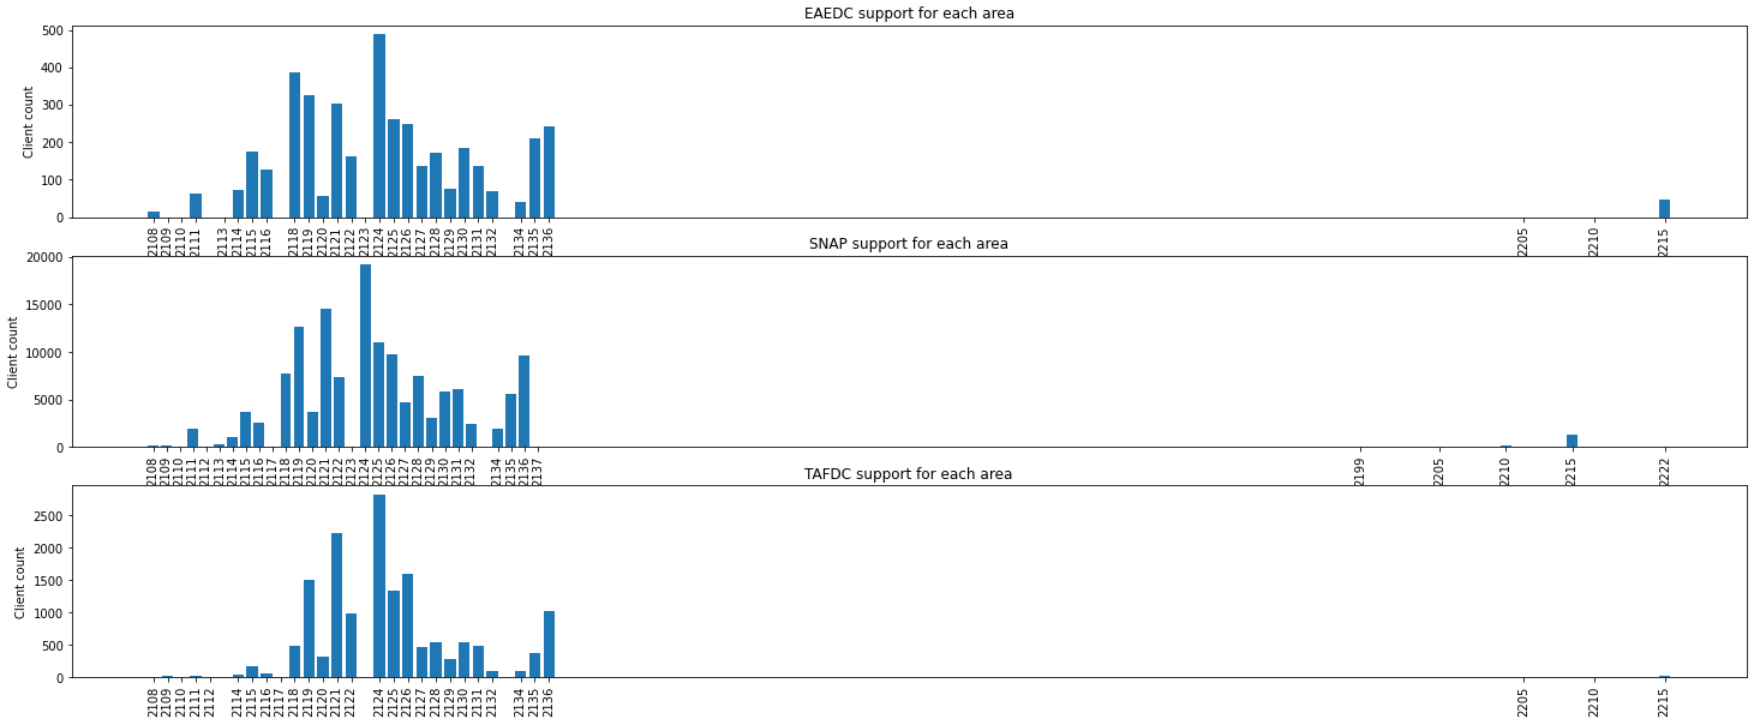 EAEDC support for each area
Client count
500
400
300
200
100
0
2108 2109 2110 2111 2113 2114 2115 2116 2118 2119 2120 2121 2122 2123 2124 2125 2126 2127 2128 2129 2130 2131 2132 2134 2135 2136 2205 2210 2215
SNAP support for each area
Client count
20000
15000
10000
5000
0
2108 2109 2110 2111 2112 2113 2114 2115 2116 2117 2118 2119 2120 2121 2122 2123 2124 2125 2126 2127 2128 2129 2130 2131 2132 2134 2135 2136 2137 2199 2205 2210 2215 2222
TAFDC support for each area
Client count
2500
2000
1500
1000
500
0
2108 2109 2110 2111 2112 2114 2115 2116 2117 2118 2119 2120 2121 2122 2124 2125 2126 2127 2128 2129 2130 2131 2132 2134 2135 2136 2205 2210 2215